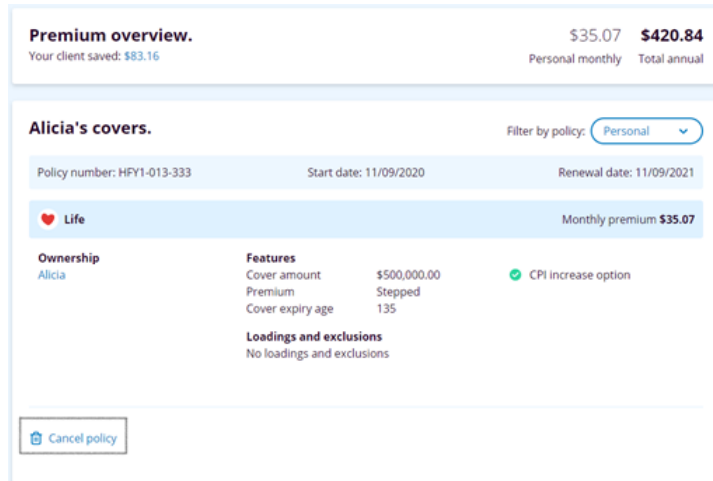 Premium overview.
$35.07 $420.84
Your client saved: $83.16
Personal monthly Total annual
Alicia's covers.
Filter by policy: Personal
Policy number: HFY1-013-333 Start date: 11/09/2020 Renewal date: 11/09/2021
Life Monthly premium $35.07
Ownership
Alicia
Features
Cover amount $500,000.00
Premium Stepped
Cover expiry age 135
CPI increase option
Loadings and exclusions
No loadings and exclusions
Cancel policy